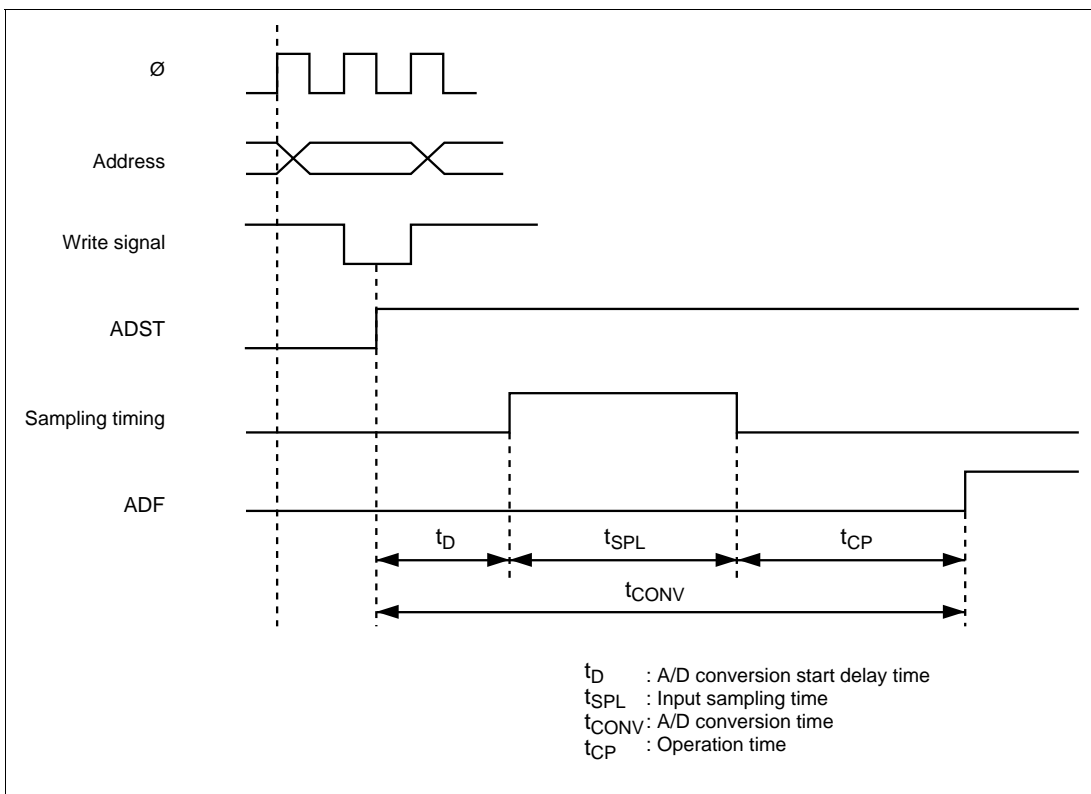 Ø
Address
Write signal
ADST
Sampling timing
ADF
tD tSPL tCP
tCONV
tD : A/D conversion start delay time
tSPL : Input sampling time
tCONV : A/D conversion time
tCP : Operation time